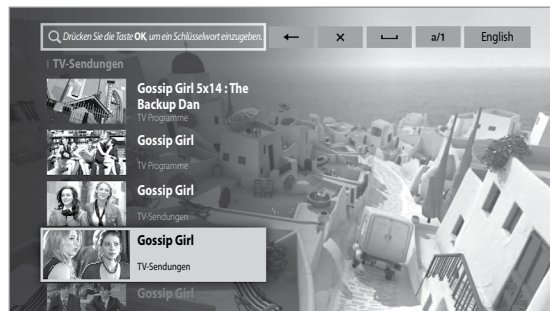 Drücken Sie die Taste OK, um ein Schlüsselwort einzugeben.
a/1
English
TV-Sendungen
Gossip Girl 5x14 : The
Backup Dan
TV Programme
Gossip Girl
TV Programme
Gossip Girl
TV-Sendungen
Gossip Girl
TV-Sendungen
Gossip Girl